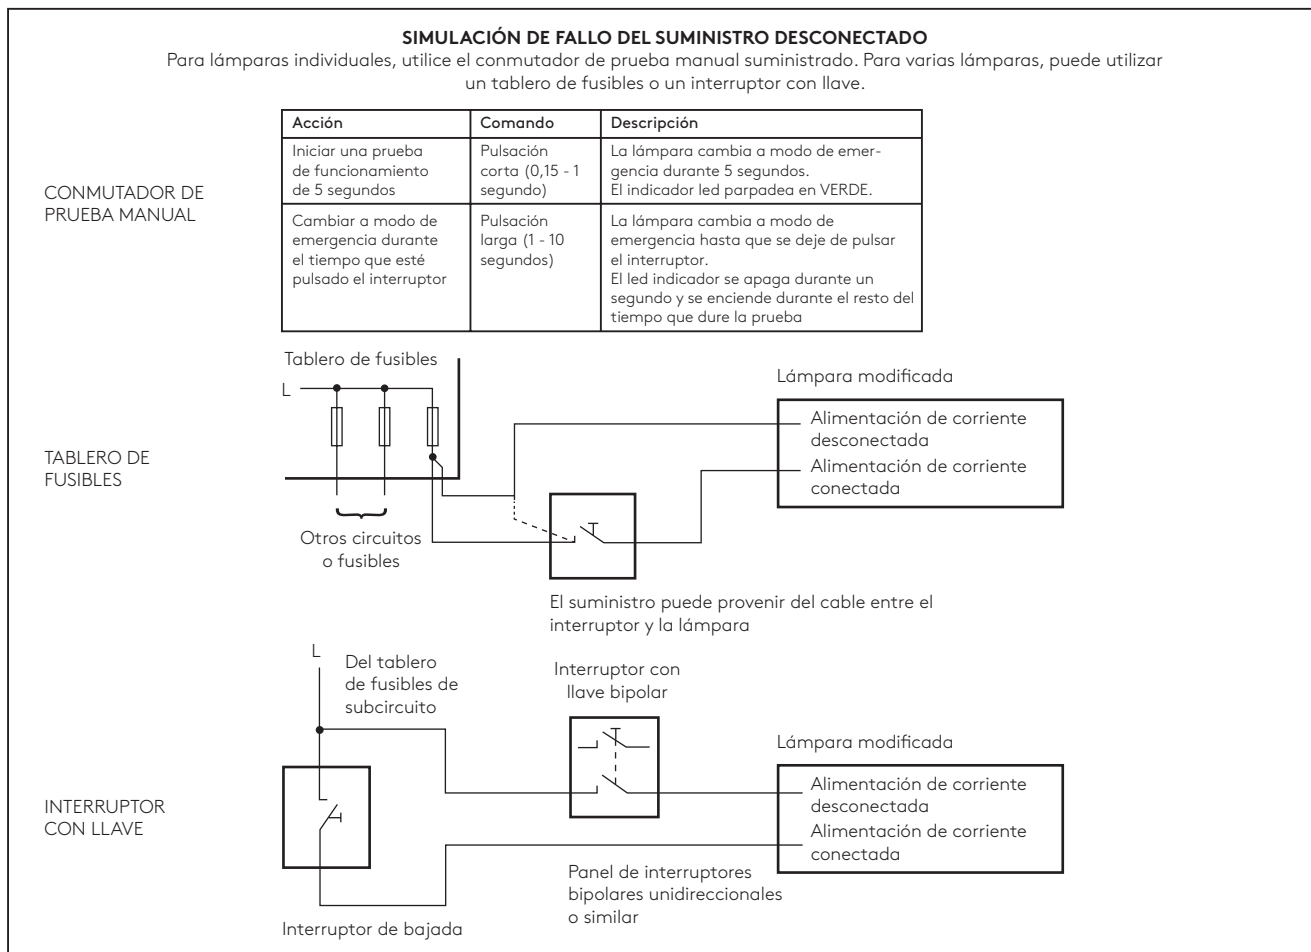 SIMULACIÓN DE FALLO DEL SUMINISTRO DESCONECTADO
Para lámparas individuales, utilice el conmutador de prueba manual suministrado. Para varias lámparas, puede utilizar
un tablero de fusibles o un interruptor con llave.
CONMUTADOR DE
PRUEBA MANUAL
Acción
Comando
Descripción
Iniciar una prueba
de funcionamiento
de 5 segundos
Pulsación
corta (0,15 - 1
segundo)
La lámpara cambia a modo de emer-
gencia durante 5 segundos.
El indicador led parpadea en VERDE.
Cambiar a modo de
emergencia durante
el tiempo que esté
pulsado el interruptor
Pulsación
larga (1 - 10
segundos)
La lámpara cambia a modo de
emergencia hasta que se deje de pulsar
el interruptor.
El led indicador se apaga durante un
segundo y se enciende durante el resto del
tiempo que dure la prueba
TABLERO DE
FUSIBLES
Tablero de fusibles
L
Otros circuitos
o fusibles
Lámpara modificada
Alimentación de corriente
desconectada
Alimentación de corriente
conectada
El suministro puede provenir del cable entre el
interruptor y la lámpara
INTERRUPTOR
CON LLAVE
L
Del tablero
de fusibles de
subcircuito
Interruptor con
llave bipolar
Lámpara modificada
Alimentación de corriente
desconectada
Alimentación de corriente
conectada
Panel de interruptores
bipolares unidireccionales
o similar
Interruptor de bajada